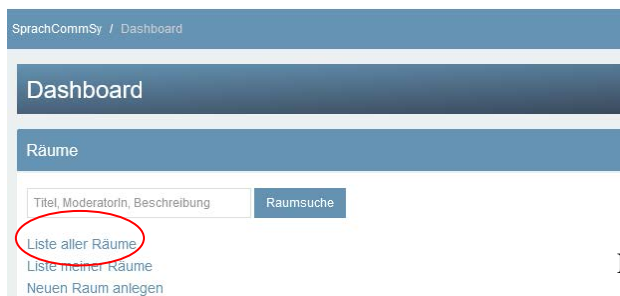 SprachCommSy / Dashboard
Dashboard
Räume
Titel, ModeratorIn, Beschreibung Raumsuche
Liste aller Räume
Liste meiner Räume
Neuen Raum anlegen